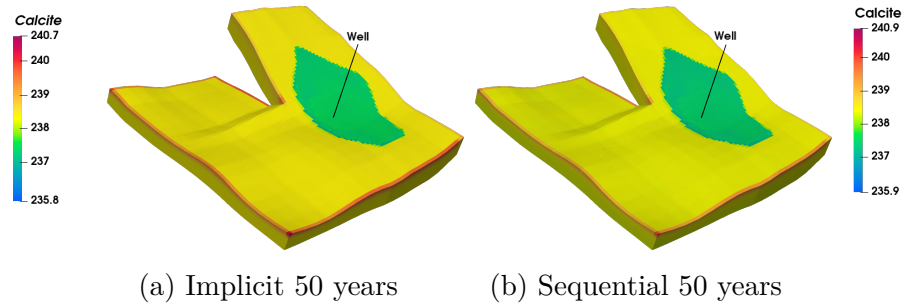 Calcite
240.7
240
239
238
237
235.8
Well
(a) Implicit 50 years
Well
Calcite
240.9
240
239
238
237
235.9
(b) Sequential 50 years